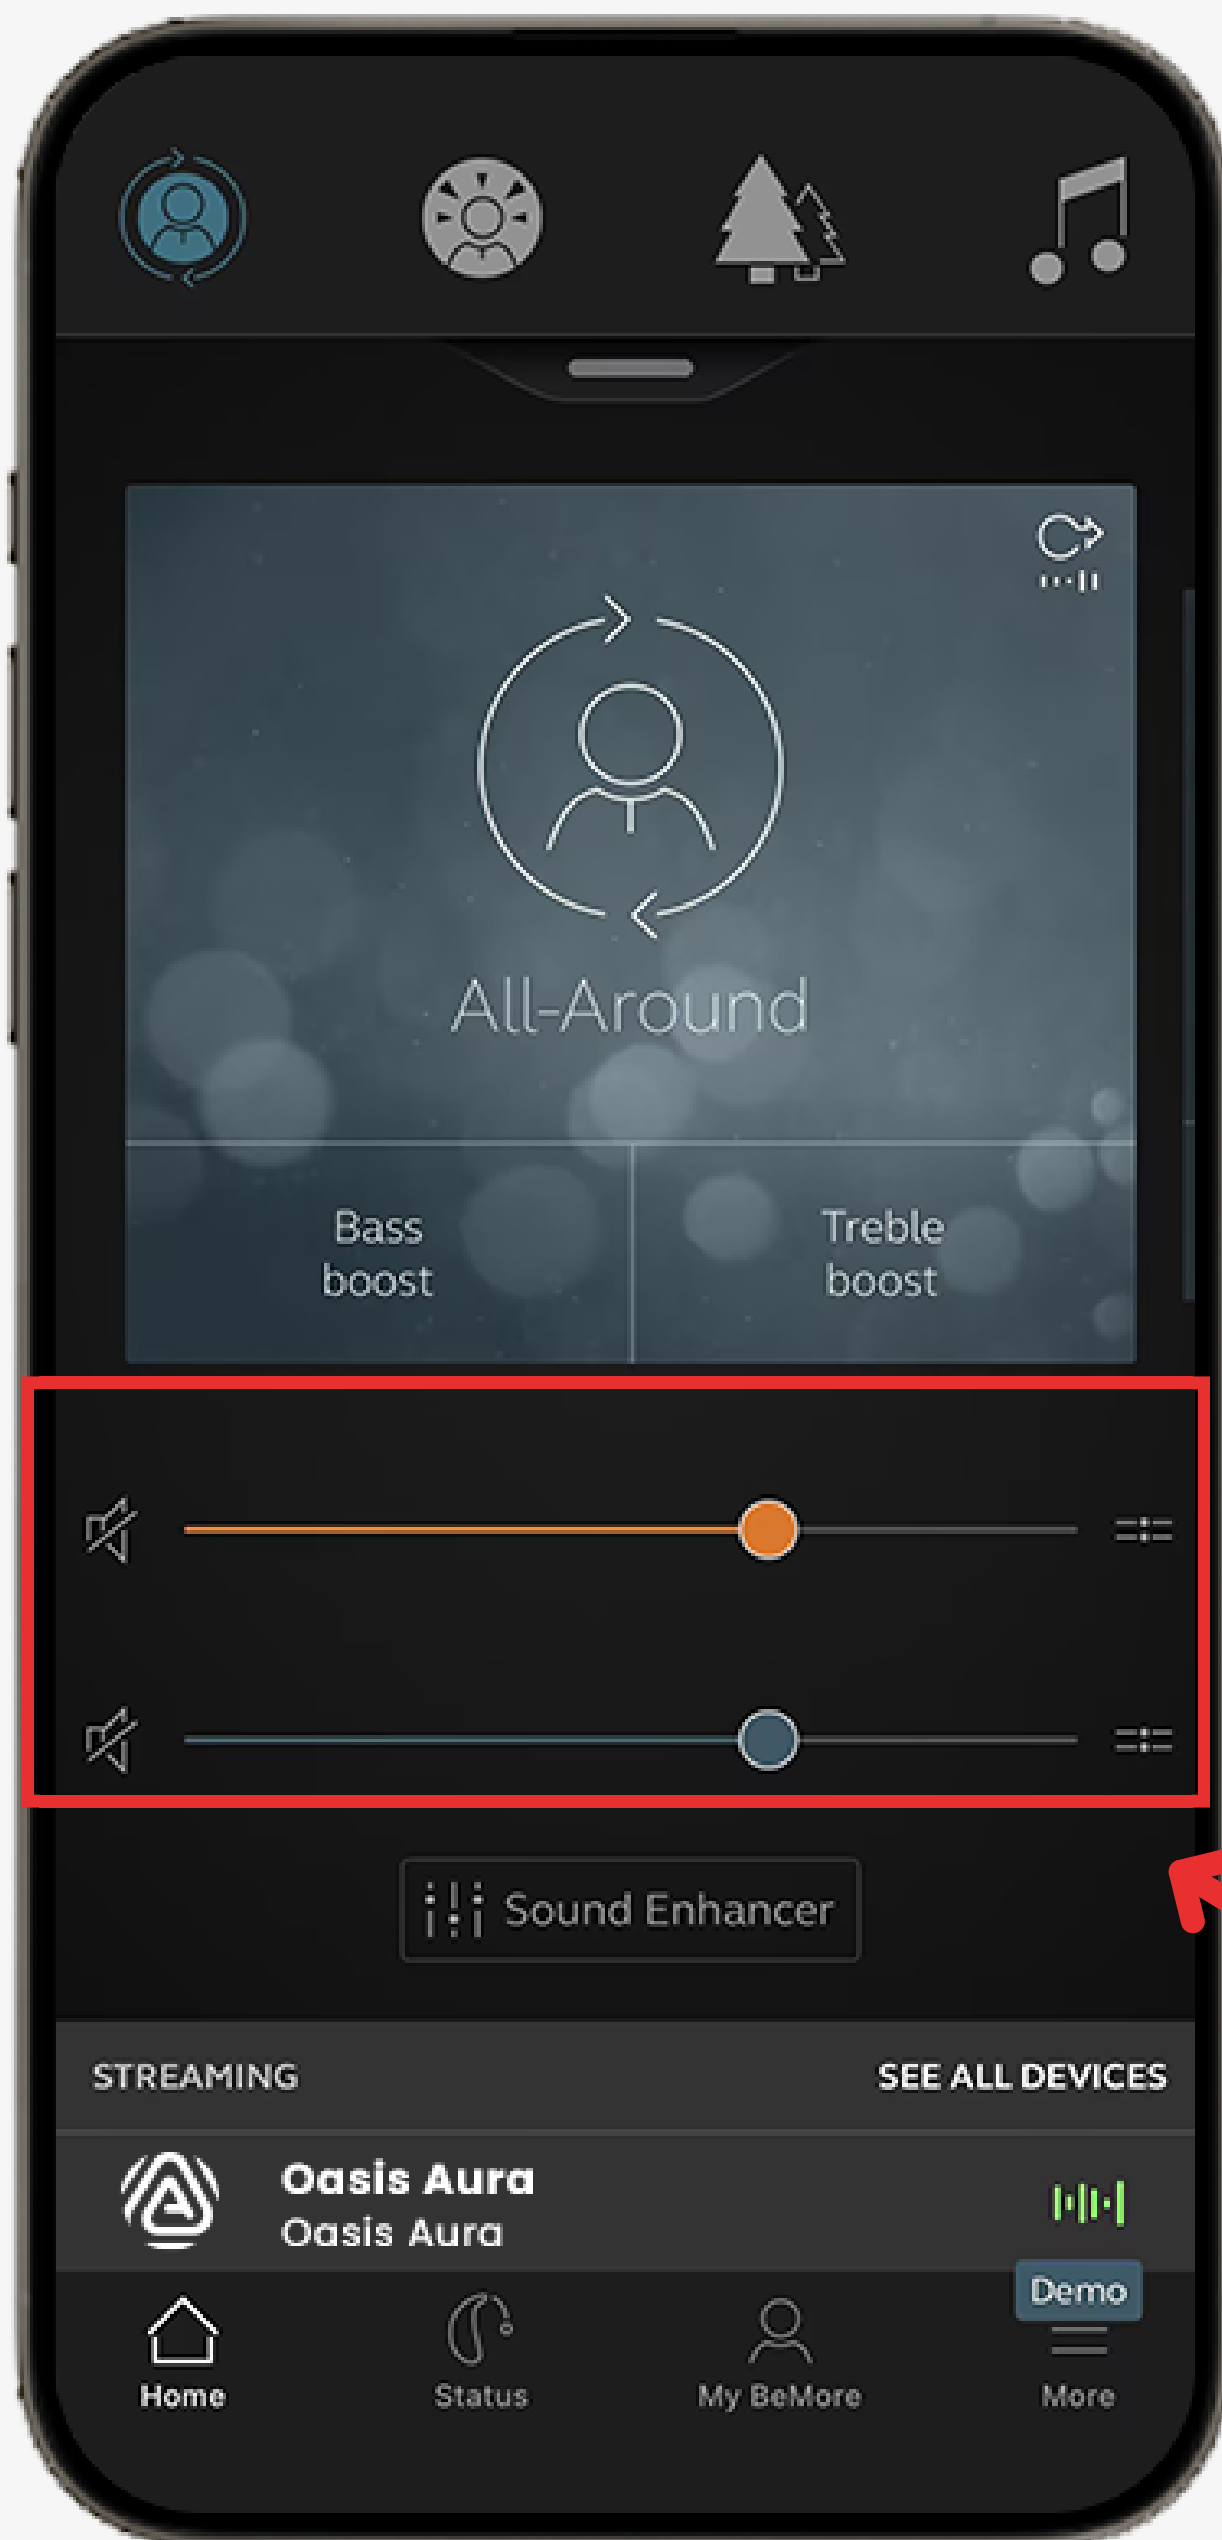 All-Around
Bass
boost
Treble
boost
Sound Enhancer
STREAMING
SEE ALL DEVICES
Oasis Aura
Oasis Aura
Demo
Home
Status
My BeMore
More